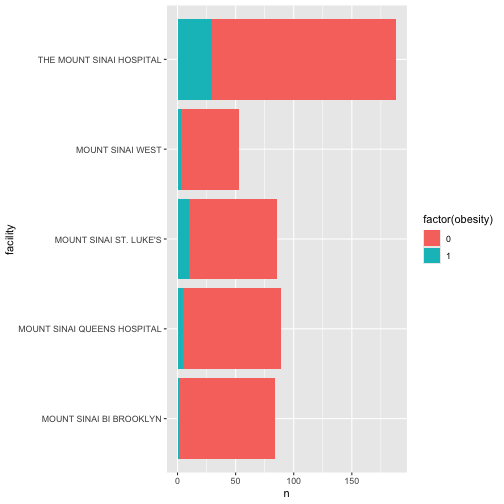 THE MOUNT SINAI HOSPITAL
MOUNT SINAI WEST
MOUNT SINAI ST. LUKE'S
MOUNT SINAI QUEENS HOSPITAL
MOUNT SINAI BI BROOKLYN
facility
0
50
100
150
n
factor(obesity)
0
1